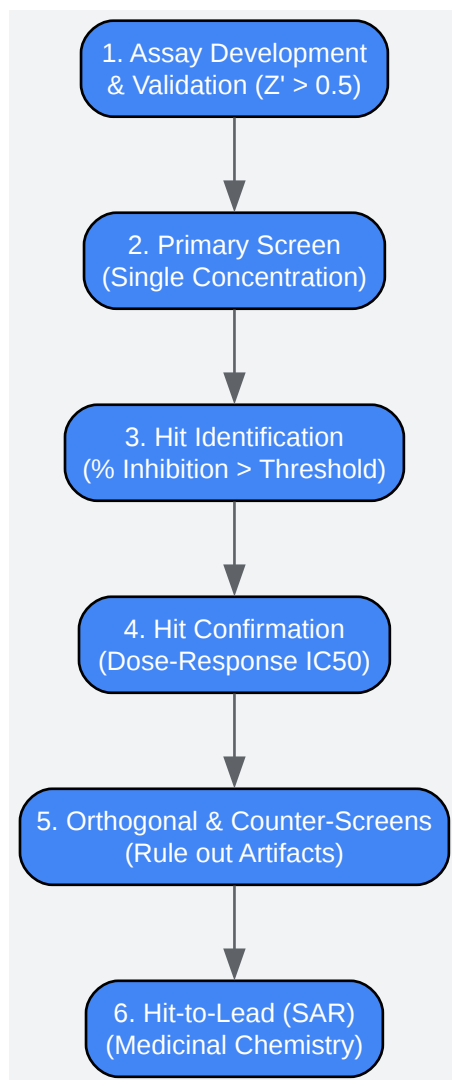 1. Assay Development
& Validation (Z' > 0.5)
2. Primary Screen
(Single Concentration)
3. Hit Identification
(% Inhibition > Threshold)
4. Hit Confirmation
(Dose-Response IC50)
5. Orthogonal & Counter-Screens
(Rule out Artifacts)
6. Hit-to-Lead (SAR)
(Medicinal Chemistry)